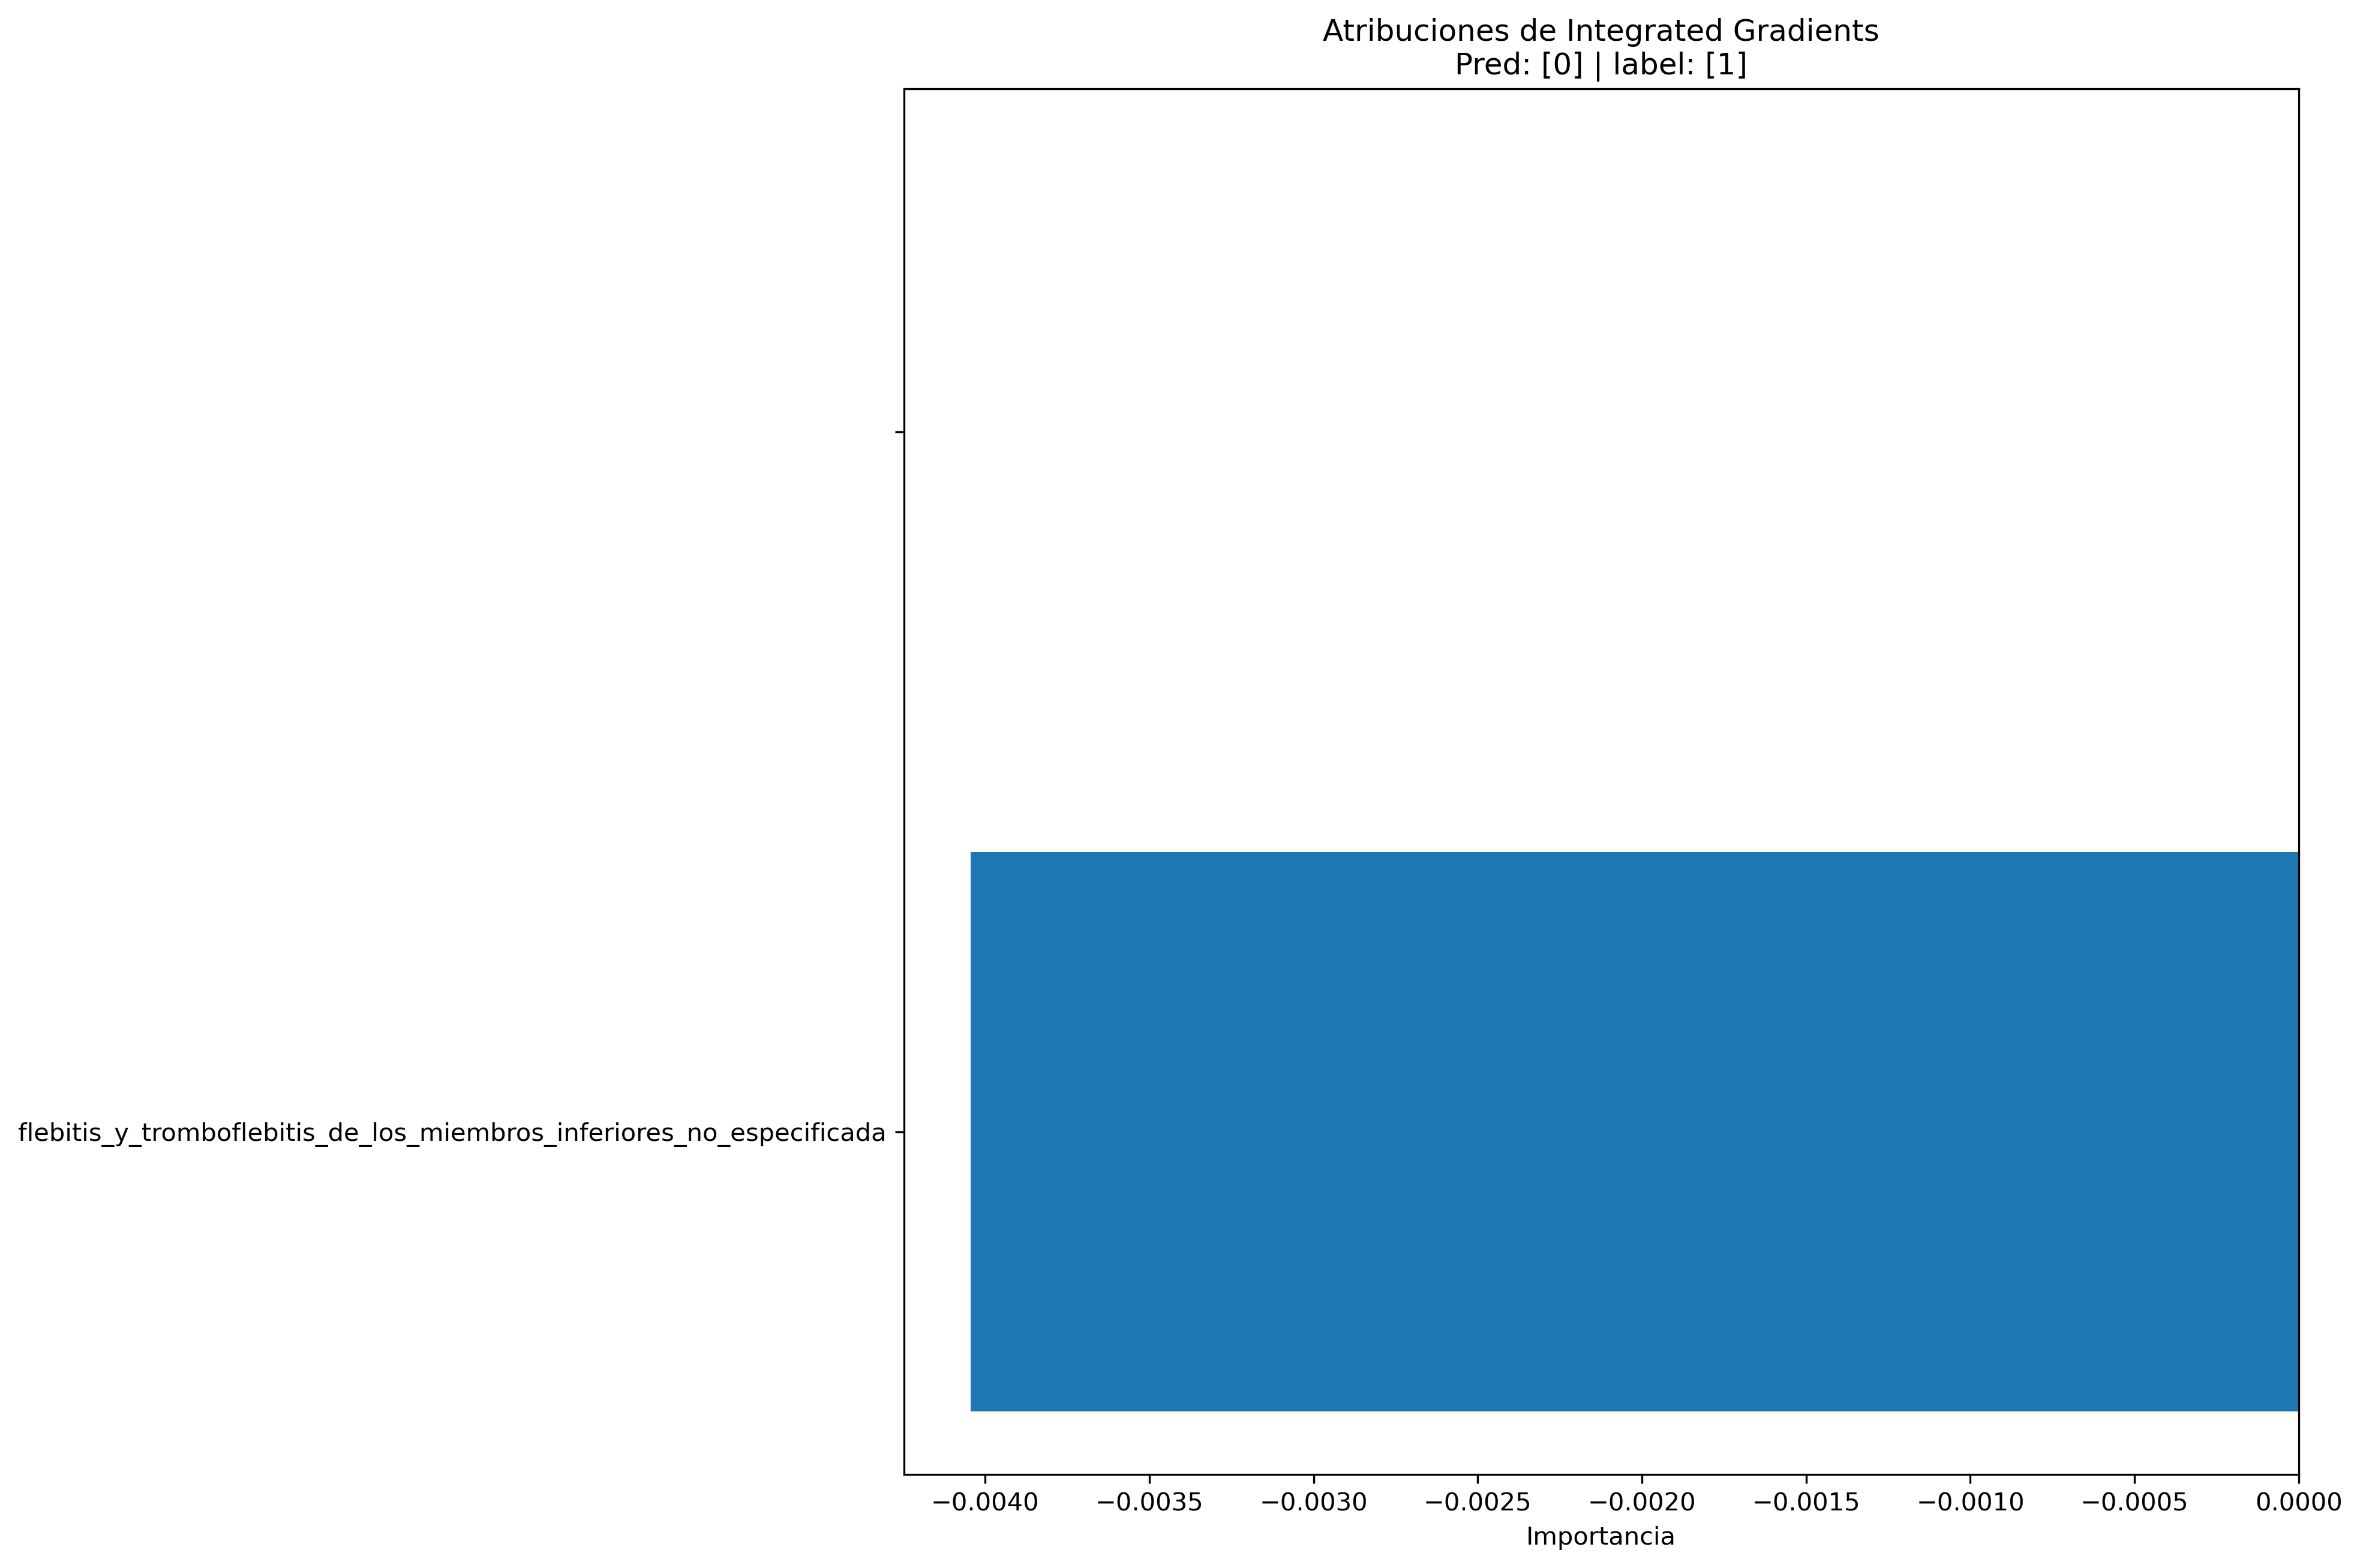 Atribuciones de Integrated Gradients
Pred: [0] | label: [1]
flebitis_y_tromboflebitis_de_los_miembros_inferiores_no_especificada
−0.0040 −0.0035 −0.0030 −0.0025 −0.0020 −0.0015 −0.0010 −0.0005 0.0000
Importancia